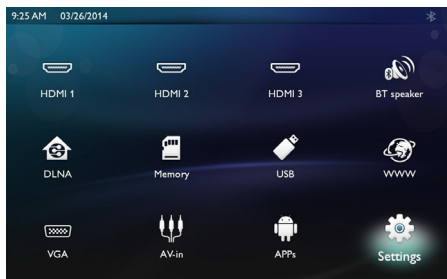 9:25 AM 03/26/2014
HDMI 1 HDMI 2 HDMI 3 BT speaker
DLNA Memory USB WWW
VGA AV-in APPs Settings